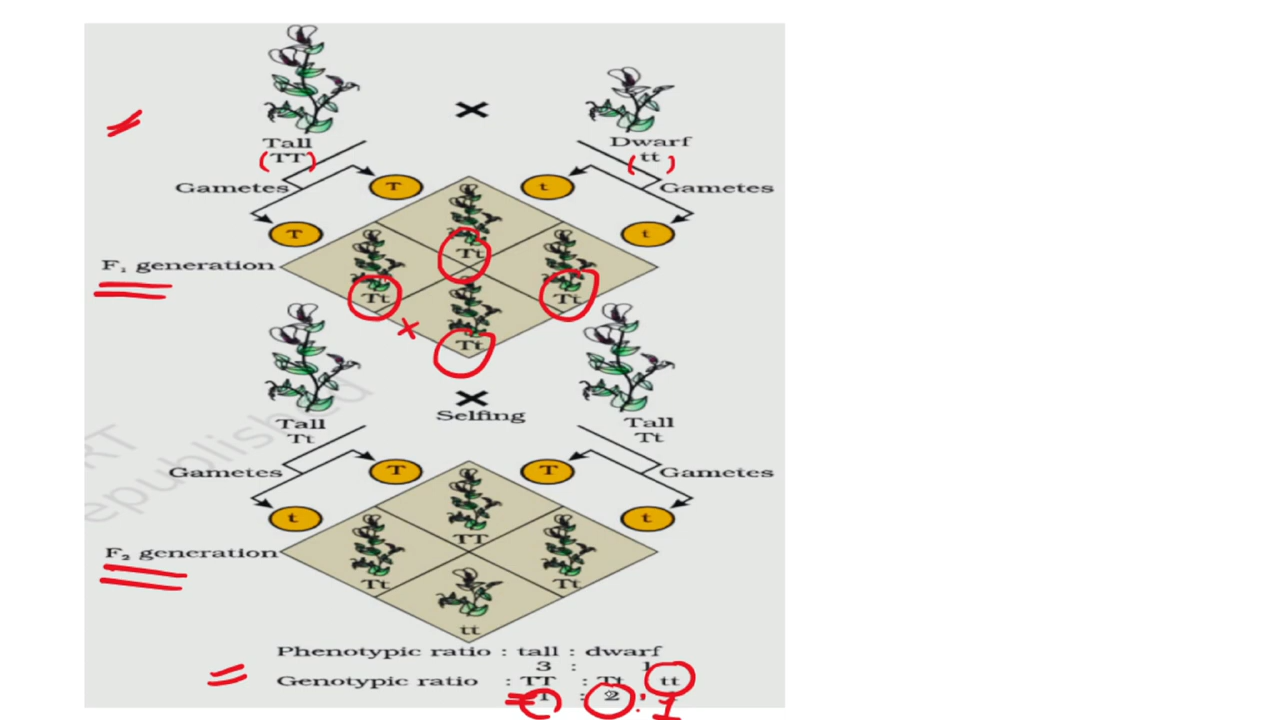 Tall
(TT)
Dwarf
(tt)
Gametes
Gametes
T
t
T
t
Tt
Tt
Tt
Tt
F₁ generation
Selfing
Tall
Tt
Tall
Tt
Gametes
Gametes
T
T
t
t
TT
Tt
Tt
tt
F₂ generation
Phenotypic ratio : tall : dwarf
3 : 1
Genotypic ratio : TT : Tt tt
1 : 2 : 1